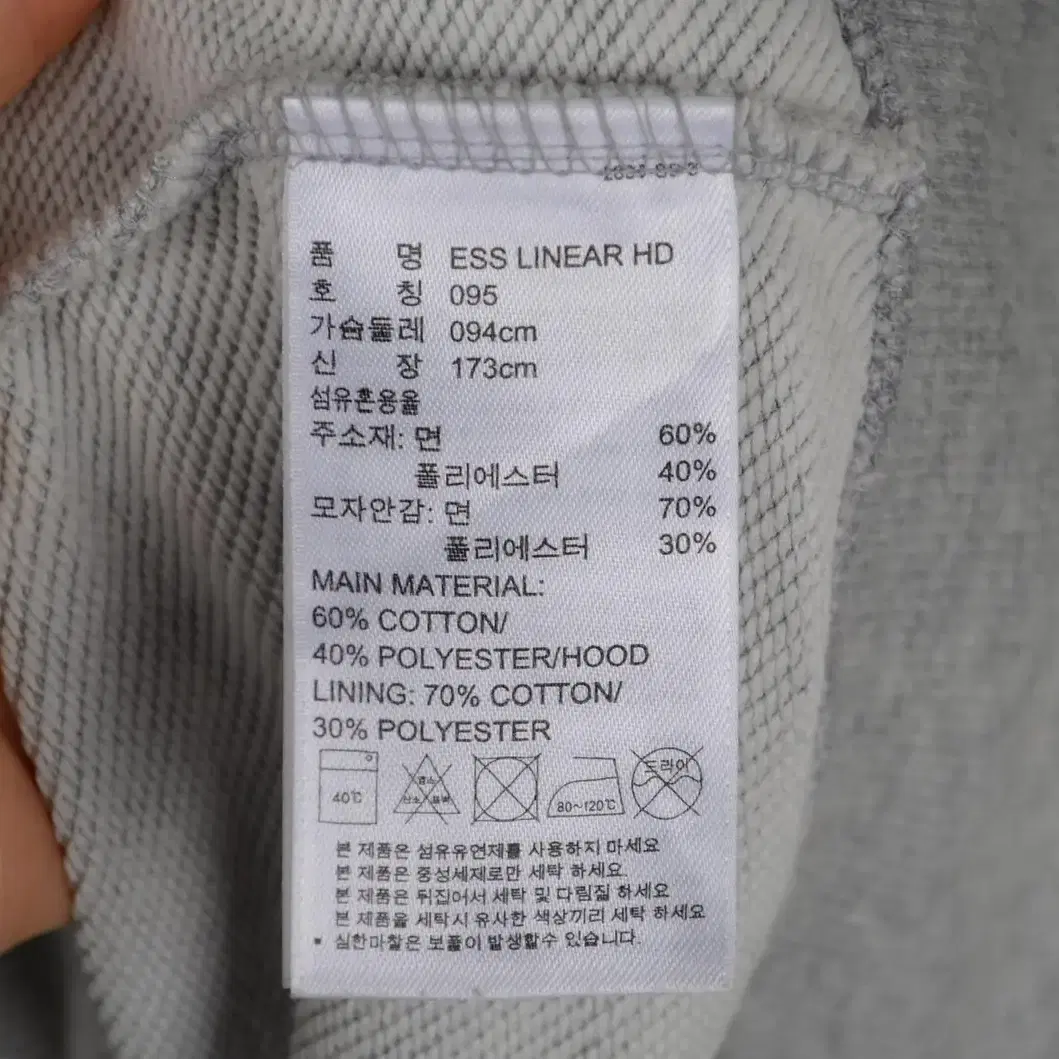 품 명 ESS LINEAR HD
호 칭 095
가슴둘레 094cm
신 장 173cm
섬유혼용율
주소재: 면 60%
폴리에스터 40%
모자안감: 면 70%
폴리에스터 30%
MAIN MATERIAL:
60% COTTON/
40% POLYESTER/HOOD
LINING: 70% COTTON/
30% POLYESTER
40℃ 염소 산소 표백 80~120℃ 드라이
본 제품은 섬유유연제를 사용하지 마세요
본 제품은 중성세제로만 세탁 하세요.
본 제품은 뒤집어서 세탁 및 다림질 하세요
본 제품을 세탁시 유사한 색상끼리 세탁 하세요
▪ 심한마찰은 보풀이 발생할수 있습니다.